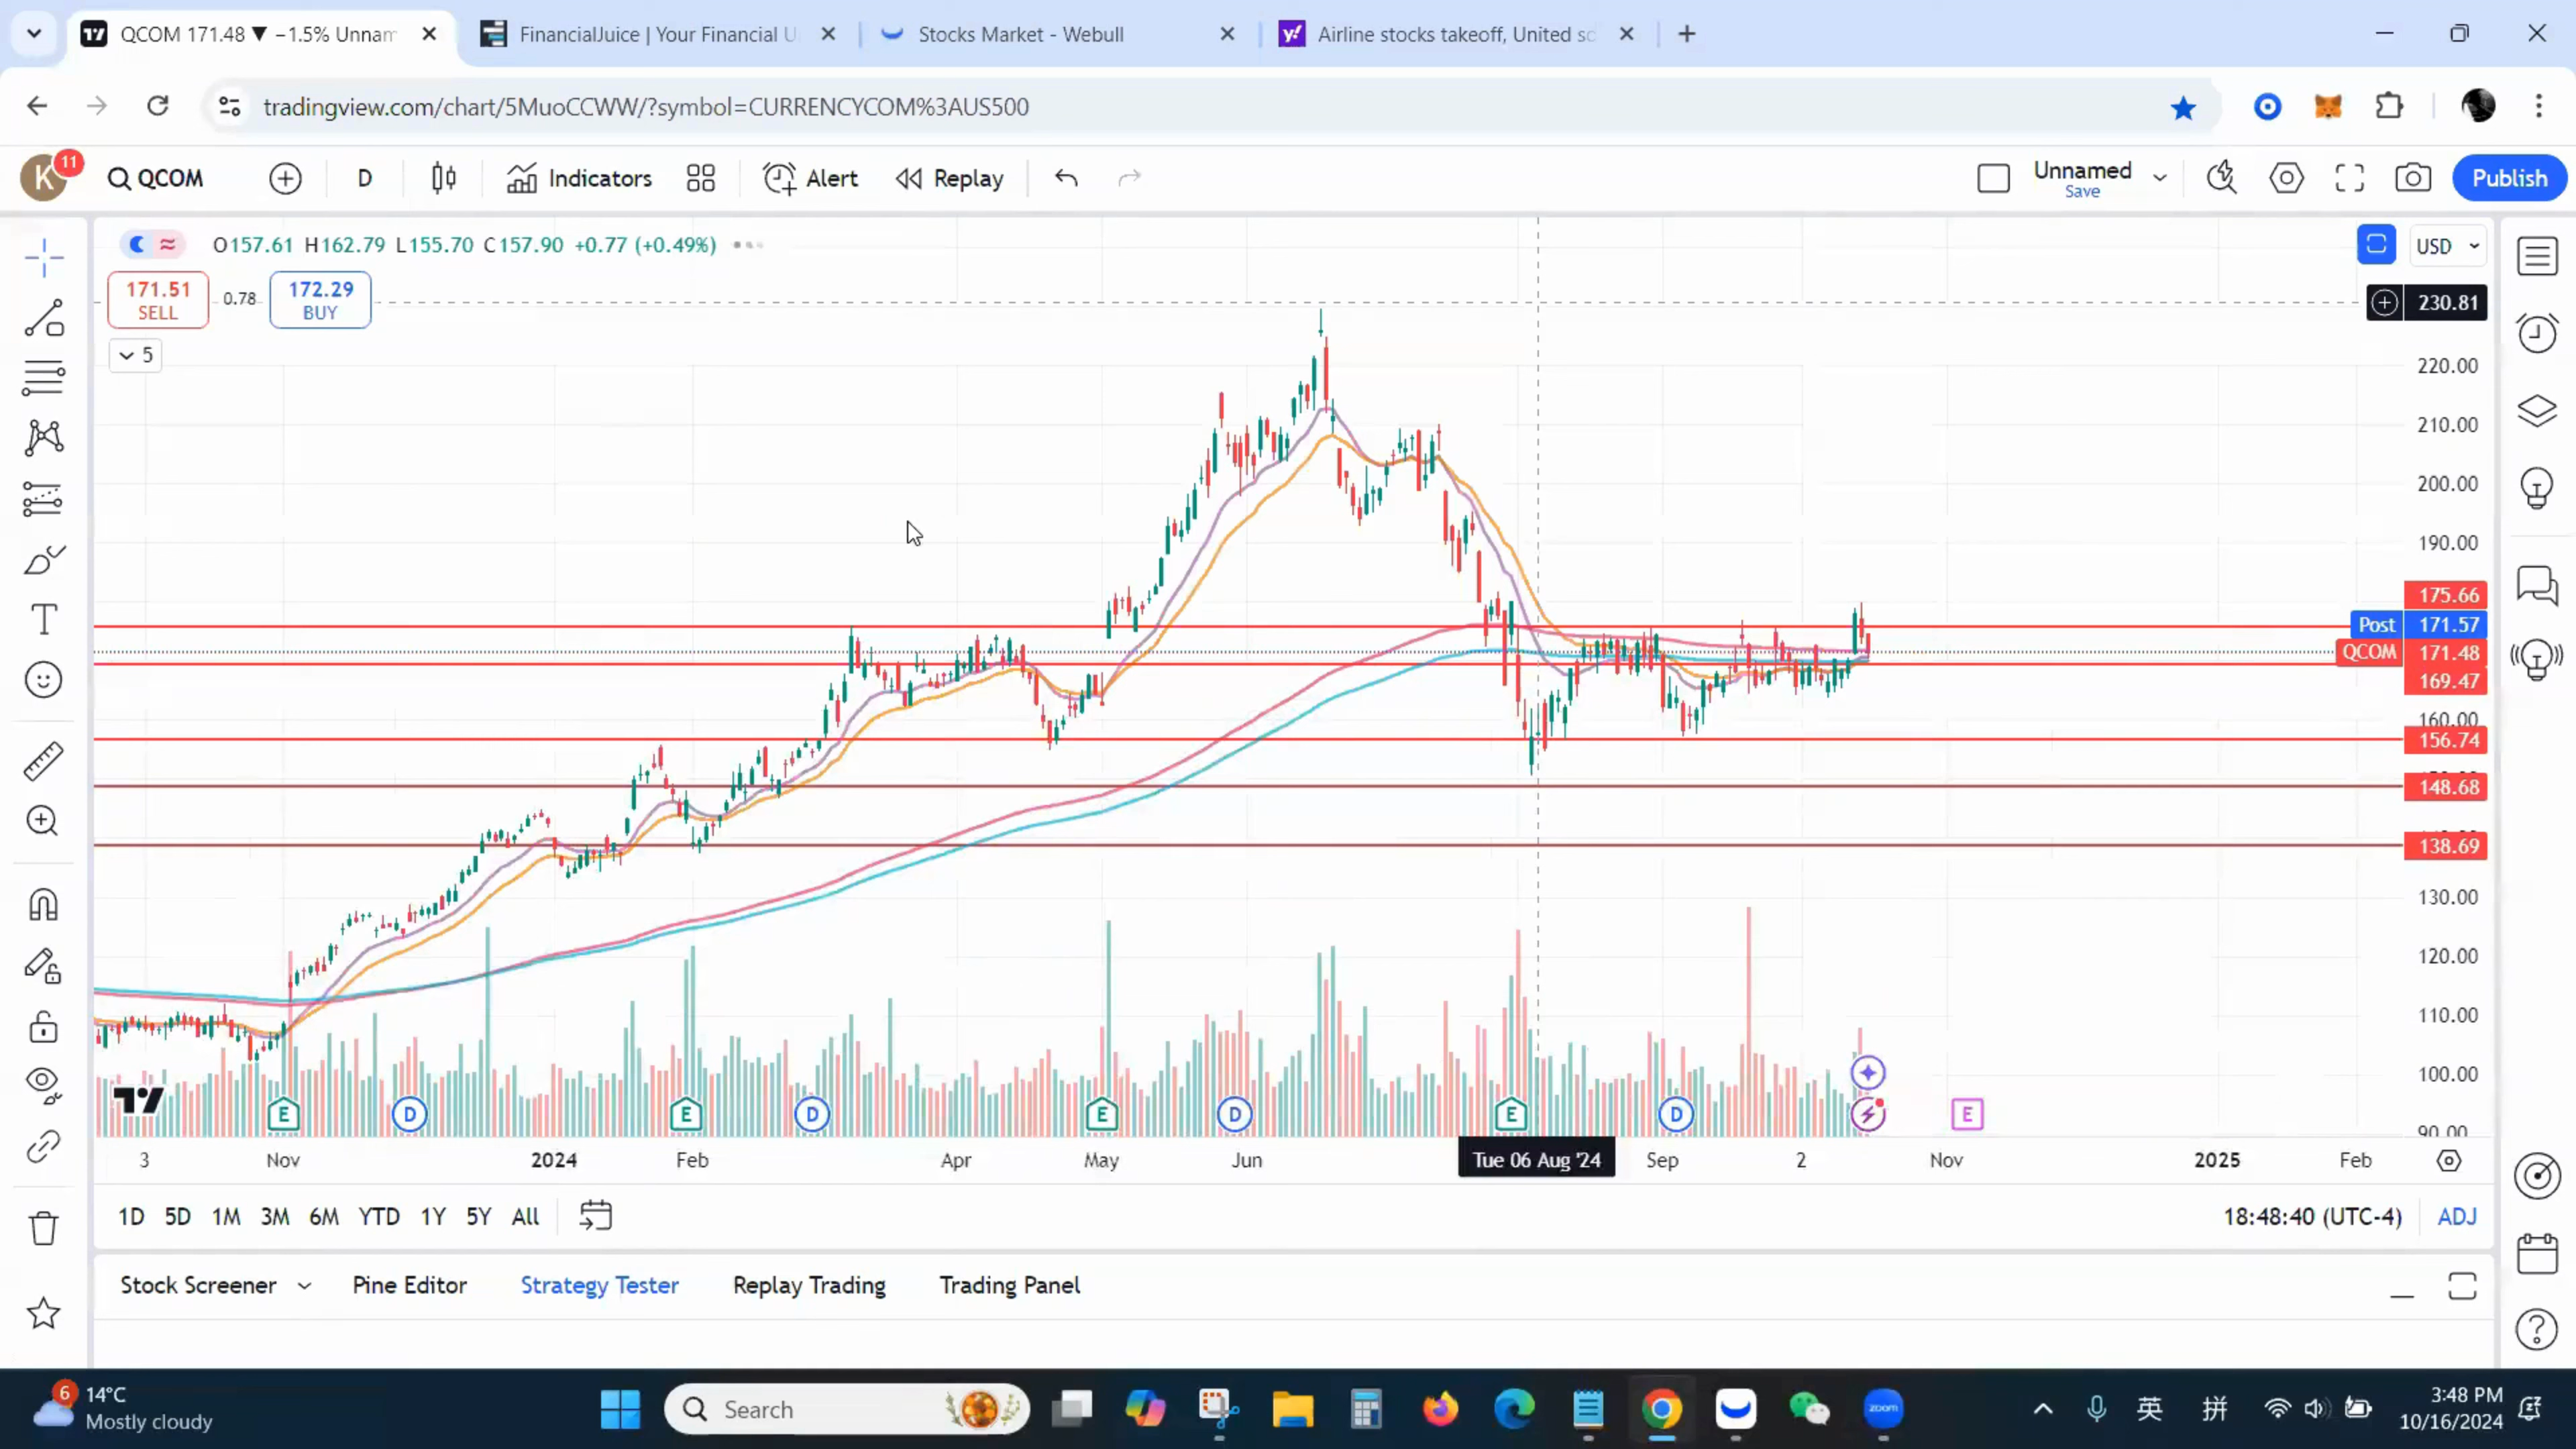 QCOM 171.48 ▼ −1.5% Unnam
FinancialJuice | Your Financial U
Stocks Market - Webull
Airline stocks takeoff, United sc
tradingview.com/chart/5MuoCCWW/?symbol=CURRENCYCOM%3AUS500
K
11
QCOM
D
Indicators
Alert
Replay
Unnamed
Save
Publish
O157.61 H162.79 L155.70 C157.90 +0.77 (+0.49%)
USD
171.51
SELL
0.78
172.29
BUY
5
230.81
220.00
210.00
200.00
190.00
175.66
Post 171.57
QCOM 171.48
169.47
160.00
156.74
148.68
138.69
130.00
120.00
110.00
100.00
90.00
E D E D E D E D E
3 Nov 2024 Feb Apr May Jun Tue 06 Aug '24 Sep 2 Nov 2025 Feb
1D 5D 1M 3M 6M YTD 1Y 5Y All
18:48:40 (UTC-4) ADJ
Stock Screener Pine Editor Strategy Tester Replay Trading Trading Panel
6
14°C
Mostly cloudy
Search
zoom
英
拼
3:48 PM
10/16/2024